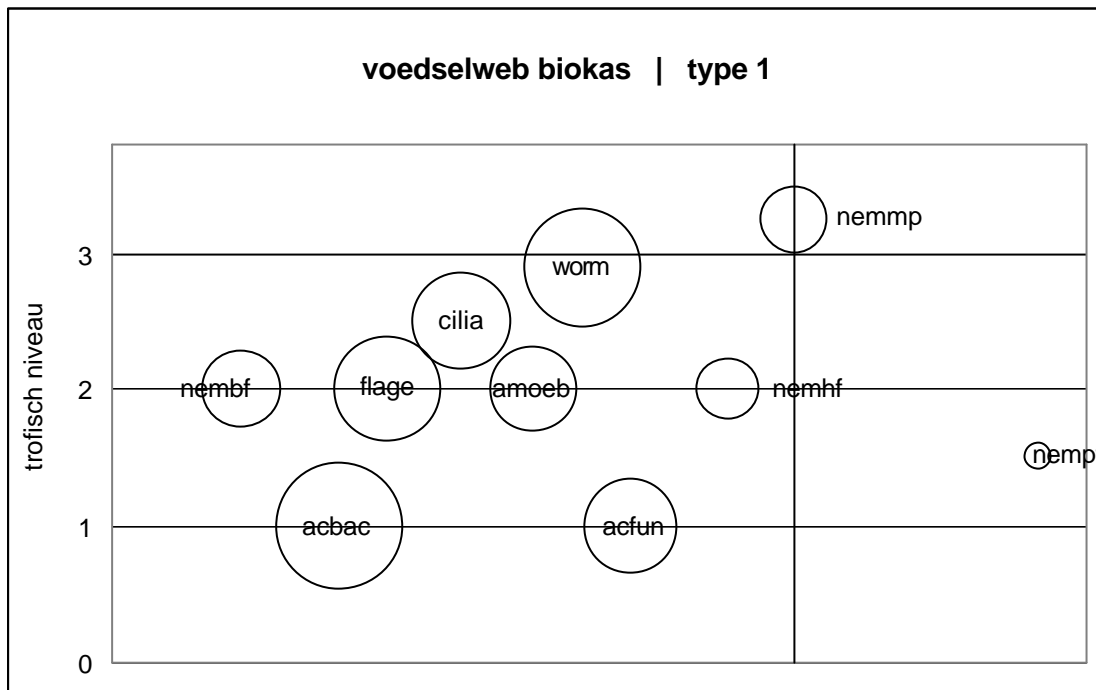 voedselweb biokas | type 1
nemmp
3
worm
cilia
nembf
flage
amoeb
nemhf
2
trofisch niveau
nemp
acbac
acfun
1
0